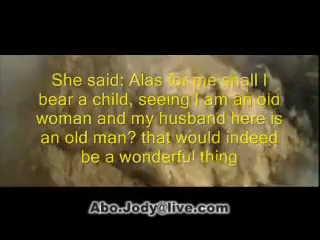 She said: Alas for me shall I
bear a child, seeing I am an old
woman and my husband here is
an old man? that would indeed
be a wonderful thing
Abo.Jody@live.com